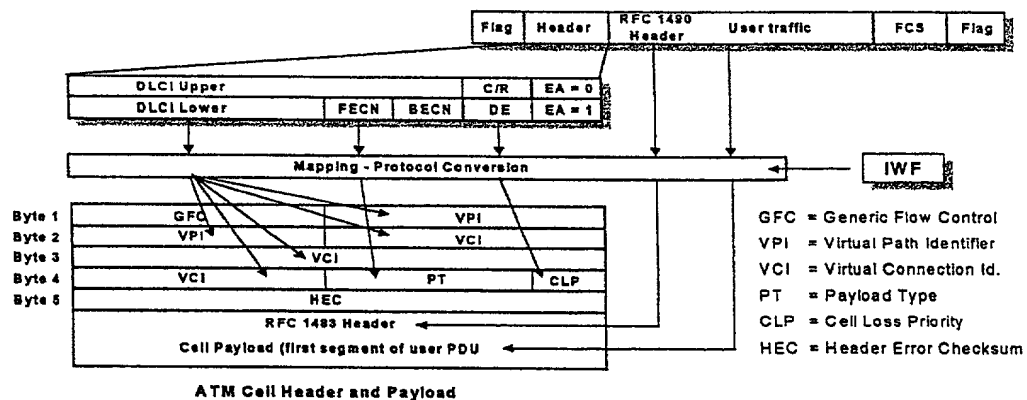 Flag Header RFC 1490 Header User traffic FCS Flag
DLCI Upper C/R EA = 0
DLCI Lower FECN BECN DE EA = 1
Mapping - Protocol Conversion
IWF
Byte 1 GFC VPI
Byte 2 VPI VCI
Byte 3 VCI
Byte 4 VCI PT CLP
Byte 5 HEC
RFC 1483 Header
Cell Payload (first segment of user PDU
ATM Cell Header and Payload
GFC = Generic Flow Control
VPI = Virtual Path Identifier
VCI = Virtual Connection Id.
PT = Payload Type
CLP = Cell Loss Priority
HEC = Header Error Checksum